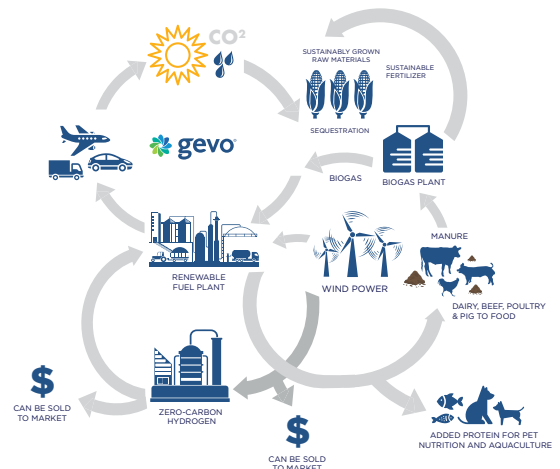 CO²
SUSTAINABLY GROWN
RAW MATERIALS
SUSTAINABLE
FERTILIZER
SEQUESTRATION
gevo®
BIOGAS
BIOGAS PLANT
MANURE
RENEWABLE
FUEL PLANT
WIND POWER
DAIRY, BEEF, POULTRY
& PIG TO FOOD
$
CAN BE SOLD
TO MARKET
ZERO-CARBON
HYDROGEN
$
CAN BE SOLD
TO MARKET
ADDED PROTEIN FOR PET
NUTRITION AND AQUACULTURE